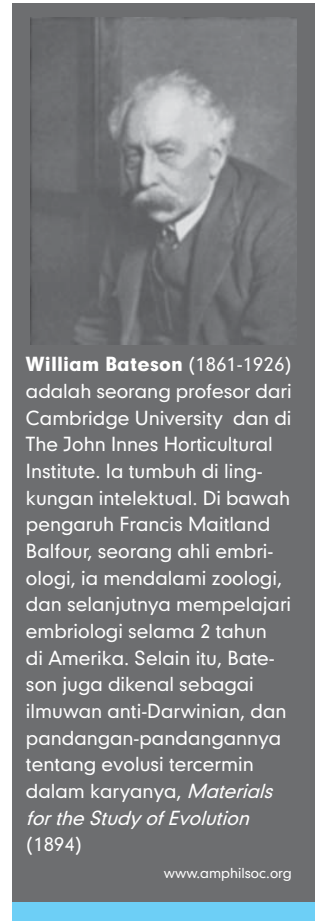 William Bateson (1861-1926)
adalah seorang profesor dari
Cambridge University dan di
The John Innes Horticultural
Institute. Ia tumbuh di ling-
kungan intelektual. Di bawah
pengaruh Francis Maitland
Balfour, seorang ahli embri-
ologi, ia mendalami zoologi,
dan selanjutnya mempelajari
embriologi selama 2 tahun
di Amerika. Selain itu, Bate-
son juga dikenal sebagai
ilmuwan anti-Darwinian, dan
pandangan-pandangannya
tentang evolusi tercermin
dalam karyanya, Materials
for the Study of Evolution
(1894)
www.amphilsoc.org